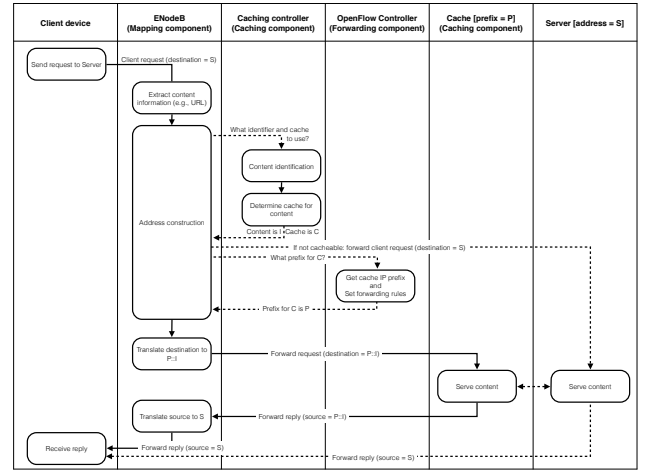 Client device
ENodeB
(Mapping component)
Caching controller
(Caching component)
OpenFlow Controller
(Forwarding component)
Cache [prefix = P]
(Caching component)
Server [address = S]
Send request to Server
Client request (destination = S)
Extract content
information (e.g., URL)
What identifier and cache
to use?
Content identification
Determine cache for
content
Address construction
Content is I
Cache is C
If not cacheable: forward client request (destination = S)
What prefix for C?
Get cache IP prefix
and
Set forwarding rules
Prefix for C is P
Translate destination to
P::I
Forward request (destination = P::I)
Serve content
Serve content
Translate source to S
Forward reply (source = P::I)
Receive reply
Forward reply (source = S)
Forward reply (source = S)